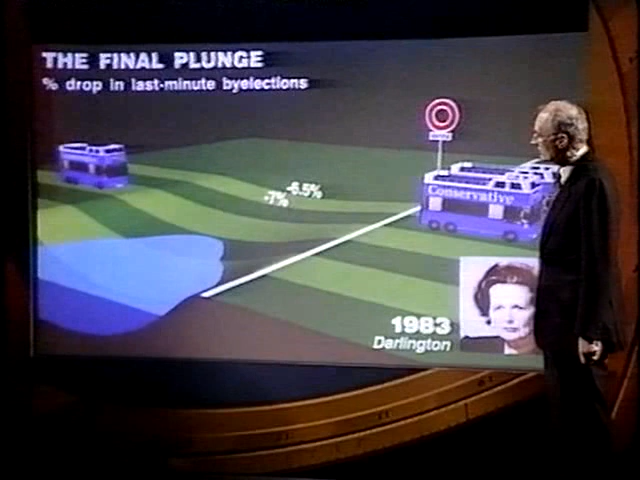 THE FINAL PLUNGE
% drop in last-minute byelections
-6.5%
-7%
Conservative
1983
Darlington